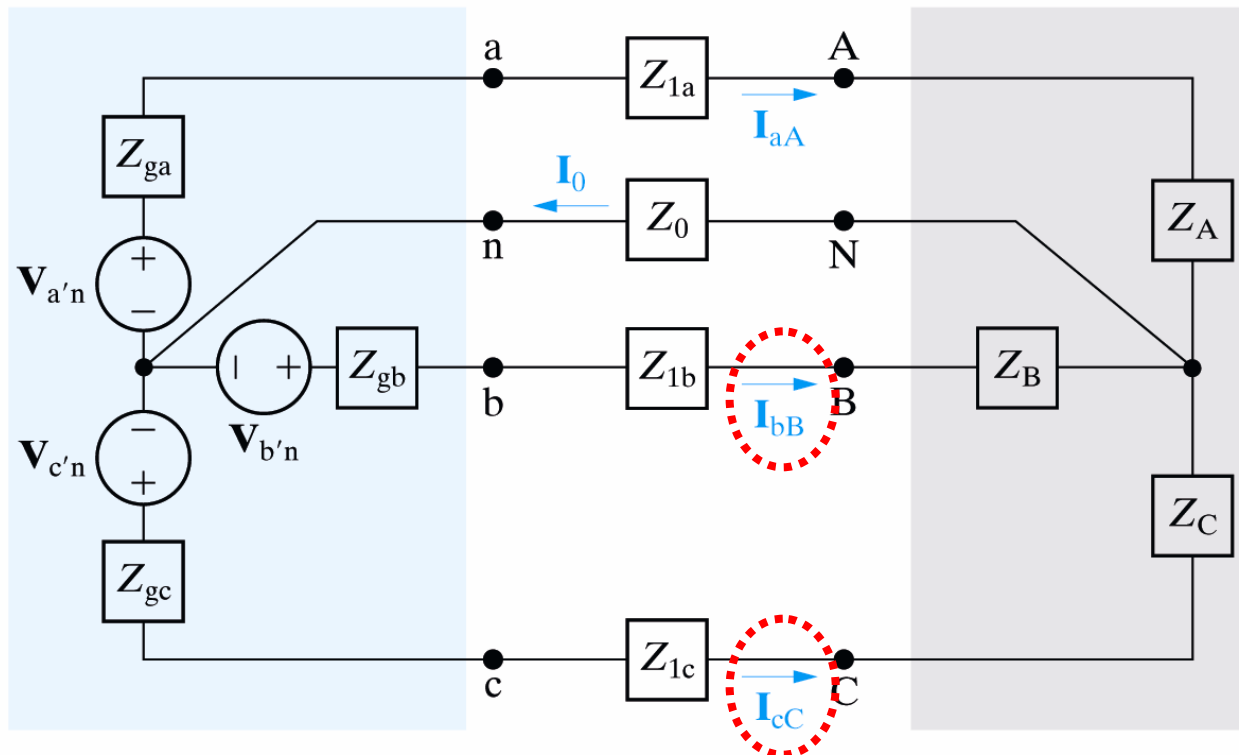 a
Z1a
A
IaA
Zga
I0
n
Z0
N
ZA
+
Va′n
−
−
+
Vb′n
Zgb
b
Z1b
IbB
B
ZB
−
Vc′n
+
Zgc
ZC
c
Z1c
IcC
C